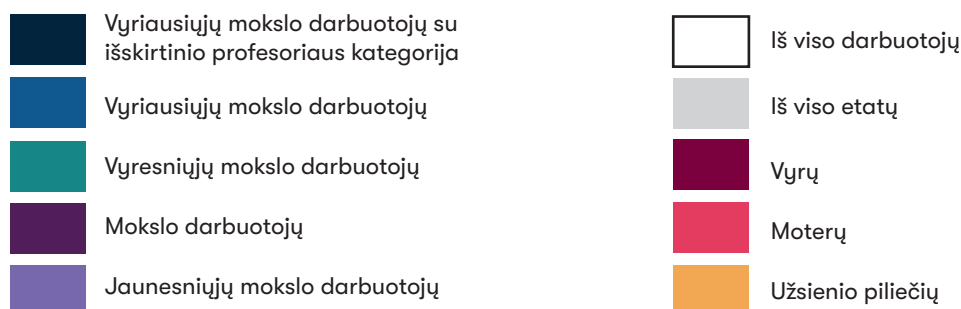 Vyriausiųjų mokslo darbuotojų su
išskirtinio profesoriaus kategorija
Vyriausiųjų mokslo darbuotojų
Vyresniųjų mokslo darbuotojų
Mokslo darbuotojų
Jaunesniųjų mokslo darbuotojų
Iš viso darbuotojų
Iš viso etatų
Vyrų
Moterų
Užsienio piliečių